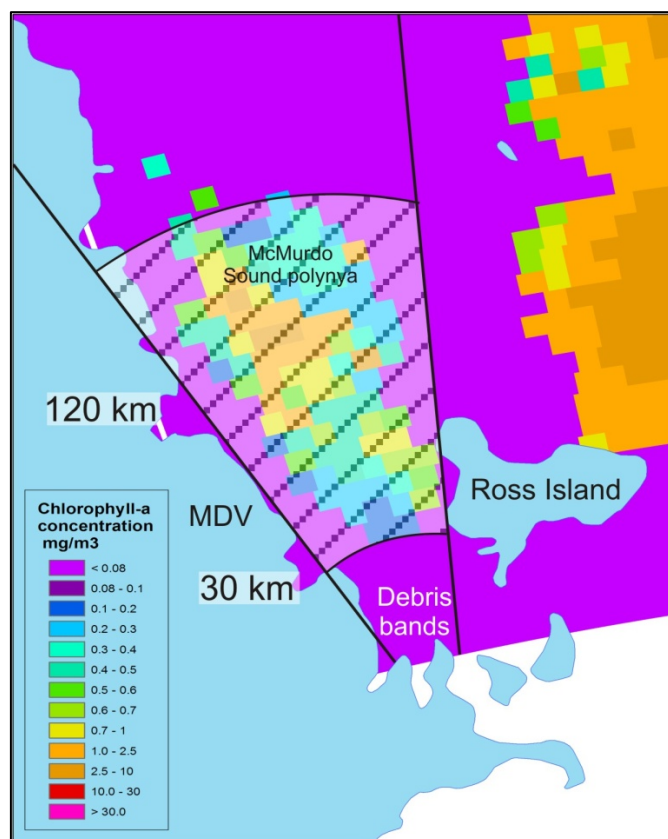 McMurdo
Sound polynya
120 km
MDV
Ross Island
30 km
Debris
bands
Chlorophyll-a
concentration
mg/m3
< 0.08
0.08 - 0.1
0.1 - 0.2
0.2 - 0.3
0.3 - 0.4
0.4 - 0.5
0.5 - 0.6
0.6 - 0.7
0.7 - 1
1.0 - 2.5
2.5 - 10
10.0 - 30
> 30.0